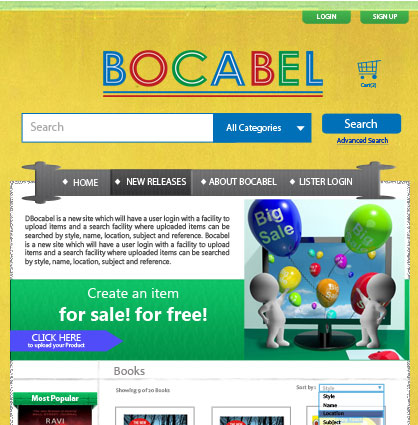 LOGIN SIGN UP
BOCABEL
Cart(2)
Search All Categories Search
Advanced Search
HOME NEW RELEASES ABOUT BOCABEL LISTER LOGIN
DBocabel is a new site which will have a user login with a facility to
upload items and a search facility where uploaded items can be
searched by style, name, location, subject and reference. Bocabel
is a new site which will have a user login with a facility to upload
items and a search facility where uploaded items can be searched
by style, name, location, subject and reference.
Big
Sale
Big
Sale
Create an item
for sale! for free!
CLICK HERE
to upload your Product
Books
Showing 9 of 20 Books Sort by: Style
Style
Name
Location
Subject
Most Popular
RAVI